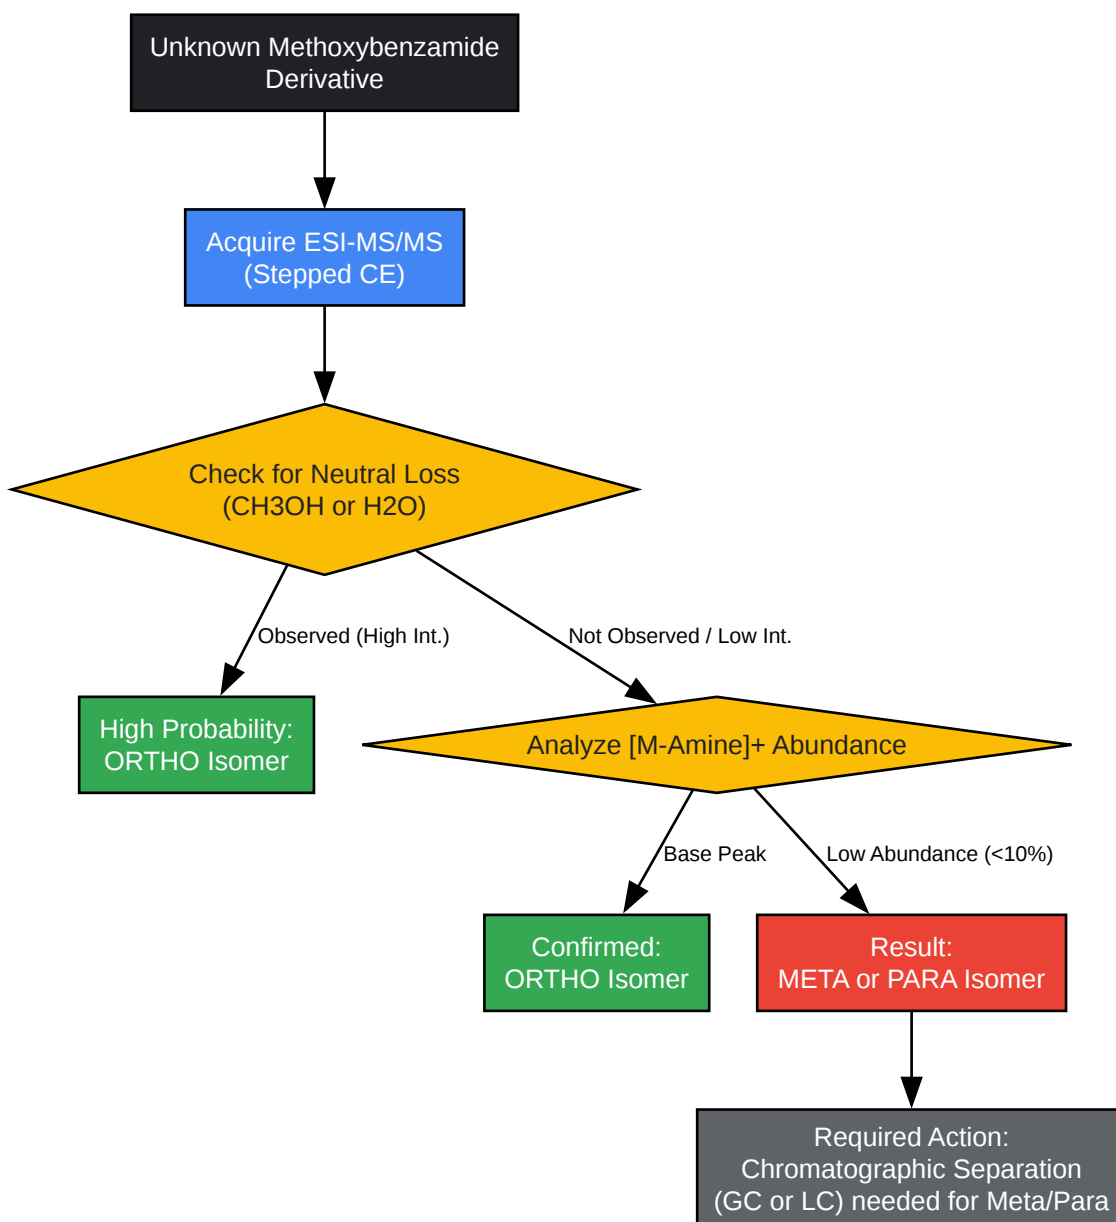 Unknown Methoxybenzamide
Derivative
Acquire ESI-MS/MS
(Stepped CE)
Check for Neutral Loss
(CH3OH or H2O)
Observed (High Int.)
Not Observed / Low Int.
High Probability:
ORTHO Isomer
Analyze [M-Amine]+ Abundance
Base Peak
Low Abundance (<10%)
Confirmed:
ORTHO Isomer
Result:
META or PARA Isomer
Required Action:
Chromatographic Separation
(GC or LC) needed for Meta/Para